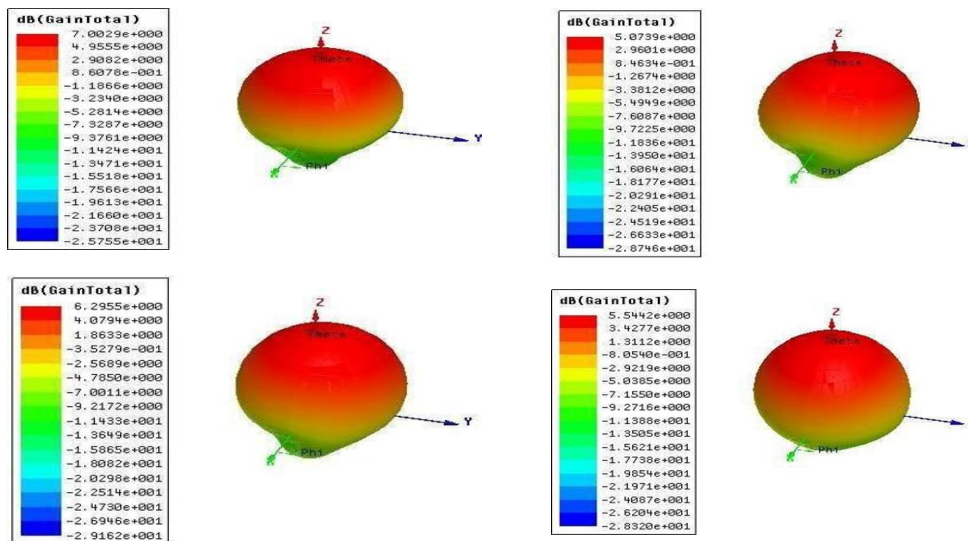 dB(GainTotal)
7.0029e+000
4.9555e+000
2.9082e+000
8.6078e-001
-1.1866e+000
-3.2340e+000
-5.2814e+000
-7.3287e+000
-9.3761e+000
-1.1424e+001
-1.3471e+001
-1.5518e+001
-1.7566e+001
-1.9613e+001
-2.1660e+001
-2.3708e+001
-2.5755e+001
Z
Theta
Y
X
Phi
dB(GainTotal)
5.0739e+000
2.9601e+000
8.4634e-001
-1.2674e+000
-3.3812e+000
-5.4949e+000
-7.6087e+000
-9.7225e+000
-1.1836e+001
-1.3950e+001
-1.6064e+001
-1.8177e+001
-2.0291e+001
-2.2405e+001
-2.4519e+001
-2.6633e+001
-2.8746e+001
Z
Theta
X
Phi
dB(GainTotal)
6.2955e+000
4.0794e+000
1.8633e+000
-3.5279e-001
-2.5689e+000
-4.7850e+000
-7.0011e+000
-9.2172e+000
-1.1433e+001
-1.3649e+001
-1.5865e+001
-1.8082e+001
-2.0298e+001
-2.2514e+001
-2.4730e+001
-2.6946e+001
-2.9162e+001
Z
Theta
Y
X
Phi
dB(GainTotal)
5.5442e+000
3.4277e+000
1.3112e+000
-8.0540e-001
-2.9219e+000
-5.0385e+000
-7.1550e+000
-9.2716e+000
-1.1388e+001
-1.3505e+001
-1.5621e+001
-1.7738e+001
-1.9854e+001
-2.1971e+001
-2.4087e+001
-2.6204e+001
-2.8320e+001
Z
Theta
X
Phi